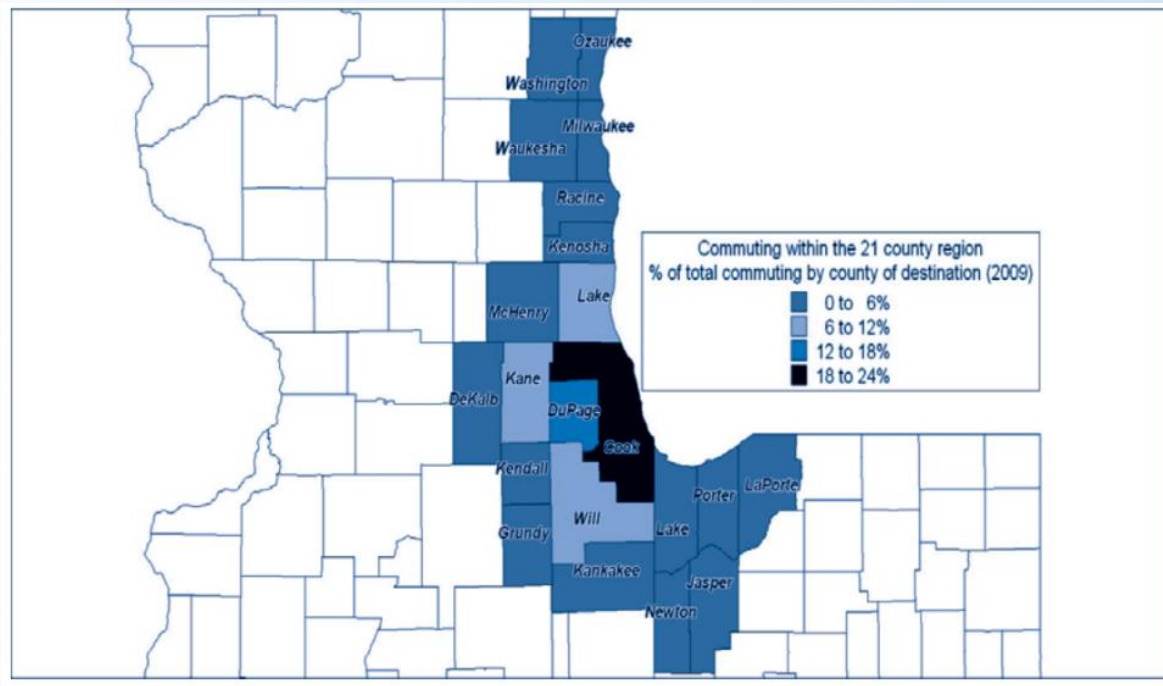 Ozaukee
Washington
Milwaukee
Waukesha
Racine
Kenosha
Commuting within the 21 county region
% of total commuting by county of destination (2009)
0 to 6%
6 to 12%
12 to 18%
18 to 24%
Lake
McHenry
Kane
DeKalb
DuPage
Cook
Kendall
Porter
LaPorte
Will
Grundy
Lake
Kankakee
Jasper
Newton